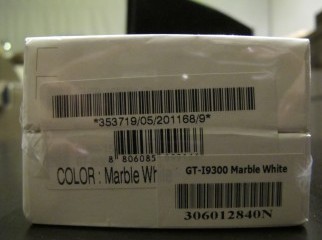 *353719/05/201168/9*
8 806085
COLOR : Marble Wh
GT-I9300 Marble White
306012840N